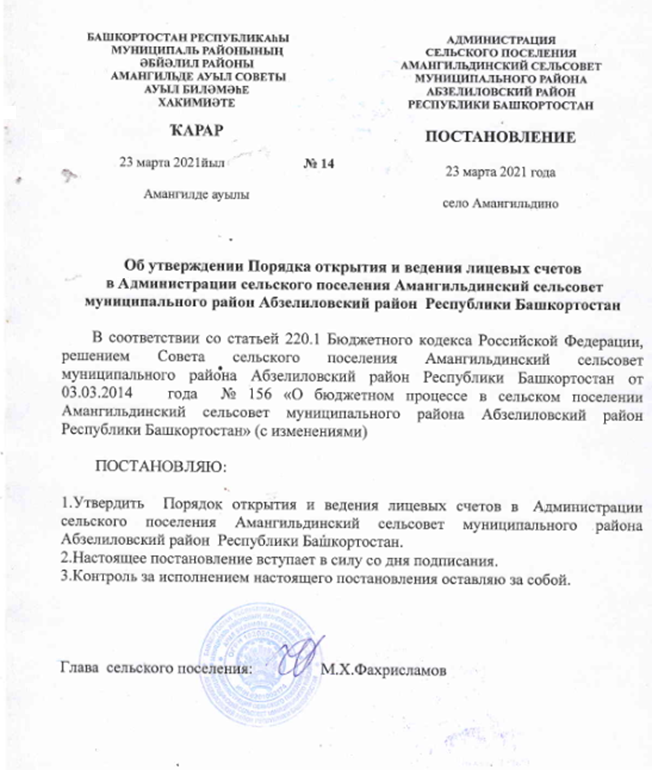 БАШКОРТОСТАН РЕСПУБЛИКАҺЫ
МУНИЦИПАЛЬ РАЙОНЫНЫҢ
ӘБЙӘЛИЛ РАЙОНЫ
АМАНГИЛЬДЕ АУЫЛ СОВЕТЫ
АУЫЛ БИЛӘМӘҺЕ
ХАКИМИӘТЕ
ҠАРАР
23 марта 2021йыл
Амангилде ауылы
№ 14
АДМИНИСТРАЦИЯ
СЕЛЬСКОГО ПОСЕЛЕНИЯ
АМАНГИЛЬДИНСКИЙ СЕЛЬСОВЕТ
МУНИЦИПАЛЬНОГО РАЙОНА
АБЗЕЛИЛОВСКИЙ РАЙОН
РЕСПУБЛИКИ БАШКОРТОСТАН
ПОСТАНОВЛЕНИЕ
23 марта 2021 года
село Амангильдино
Об утверждении Порядка открытия и ведения лицевых счетов
в Администрации сельского поселения Амангильдинский сельсовет
муниципального район Абзелиловский район Республики Башкортостан
В соответствии со статьей 220.1 Бюджетного кодекса Российской Федерации,
решением Совета сельского поселения Амангильдинский сельсовет
муниципального района Абзелиловский район Республики Башкортостан от
03.03.2014 года № 156 «О бюджетном процессе в сельском поселении
Амангильдинский сельсовет муниципального района Абзелиловский район
Республики Башкортостан» (с изменениями)
ПОСТАНОВЛЯЮ:
1.Утвердить Порядок открытия и ведения лицевых счетов в Администрации
сельского поселения Амангильдинский сельсовет муниципального района
Абзелиловский район Республики Башкортостан.
2.Настоящее постановление вступает в силу со дня подписания.
3.Контроль за исполнением настоящего постановления оставляю за собой.
Глава сельского поселения: М.Х.Фахрисламов